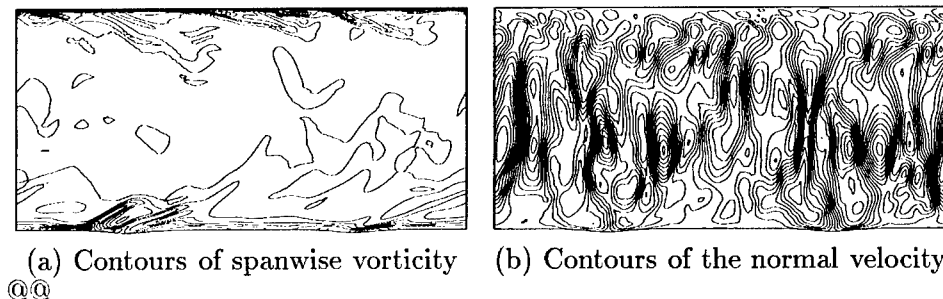 (a) Contours of spanwise vorticity
(b) Contours of the normal velocity
@@